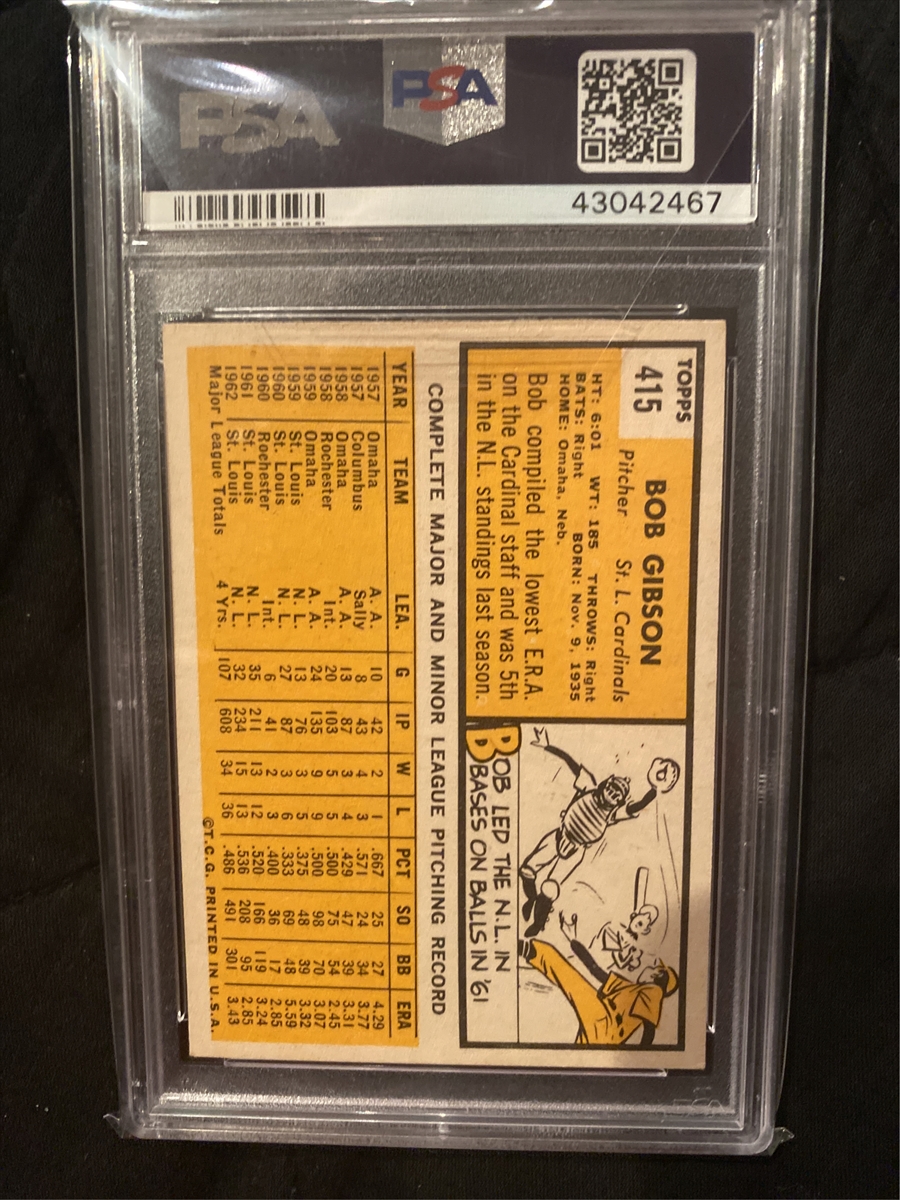 PSA
PSA
43042467
TOPPS
415
BOB GIBSON
Pitcher St. L. Cardinals
HT: 6:01 WT: 185 THROWS: Right
BATS: Right BORN: Nov. 9, 1935
HOME: Omaha, Neb.
Bob compiled the lowest E.R.A.
on the Cardinal staff and was 5th
in the N.L. standings last season.
BOB LED THE N.L. IN
BASES ON BALLS IN '61
COMPLETE MAJOR AND MINOR LEAGUE PITCHING RECORD
YEAR TEAM LEA. G IP W L PCT SO BB ERA
1957 Omaha A. A. 10 42 2 1 .667 25 27 4.29
1957 Columbus Sally 8 43 4 3 .571 24 34 3.77
1958 Omaha A. A. 13 87 3 4 .429 47 39 3.31
1958 Rochester Int. 20 103 5 5 .500 75 54 2.45
1959 Omaha A. A. 24 135 9 9 .500 98 70 3.07
1959 St. Louis N. L. 13 76 3 5 .375 48 39 3.32
1960 St. Louis N. L. 27 87 3 6 .333 69 48 5.59
1960 Rochester Int. 6 41 2 3 .400 36 17 2.85
1961 St. Louis N. L. 35 211 13 12 .520 166 119 3.24
1962 St. Louis N. L. 32 234 15 13 .536 208 95 2.85
Major League Totals 4 Yrs. 107 608 34 36 .486 491 301 3.43
©T.C.G. PRINTED IN U.S.A.